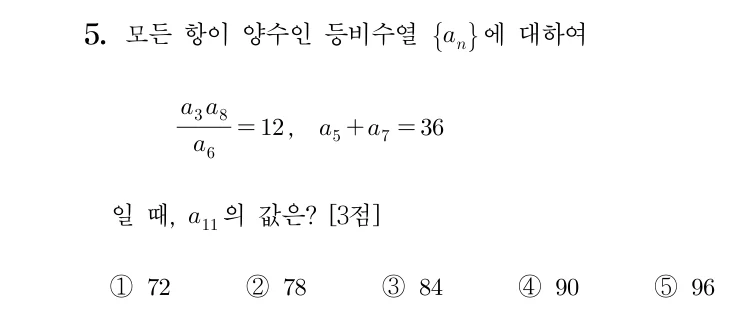 5. 모든 항이 양수인 등비수열 {aₙ}에 대하여
a₃a₈/a₆ = 12, a₅+a₇ = 36
일 때, a₁₁의 값은? [3점]
① 72 ② 78 ③ 84 ④ 90 ⑤ 96